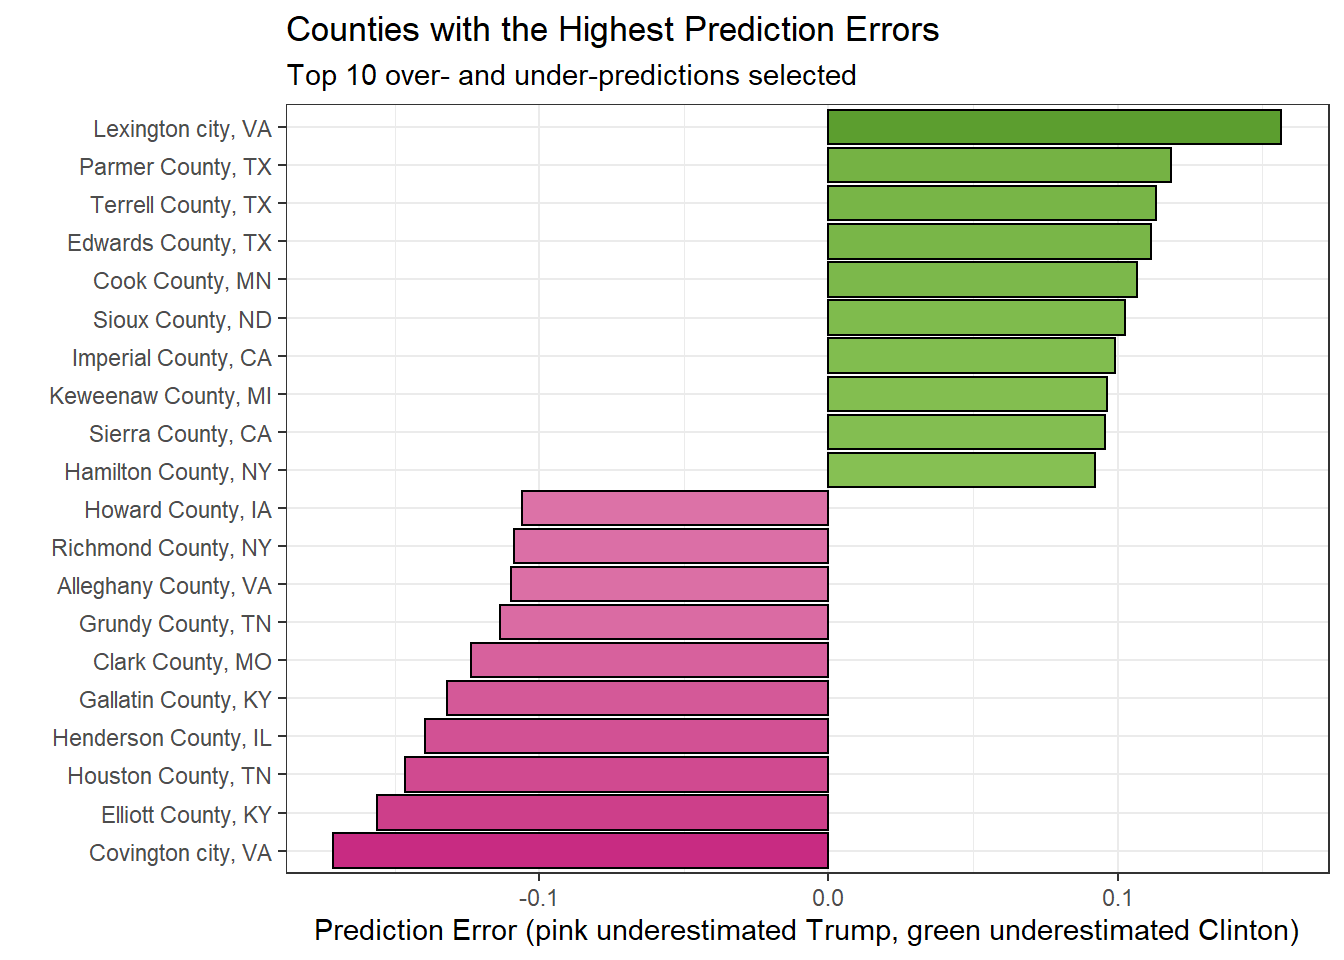 Counties with the Highest Prediction Errors
Top 10 over- and under-predictions selected
Lexington city, VA
Parmer County, TX
Terrell County, TX
Edwards County, TX
Cook County, MN
Sioux County, ND
Imperial County, CA
Keweenaw County, MI
Sierra County, CA
Hamilton County, NY
Howard County, IA
Richmond County, NY
Alleghany County, VA
Grundy County, TN
Clark County, MO
Gallatin County, KY
Henderson County, IL
Houston County, TN
Elliott County, KY
Covington city, VA
-0.1 0.0 0.1
Prediction Error (pink underestimated Trump, green underestimated Clinton)